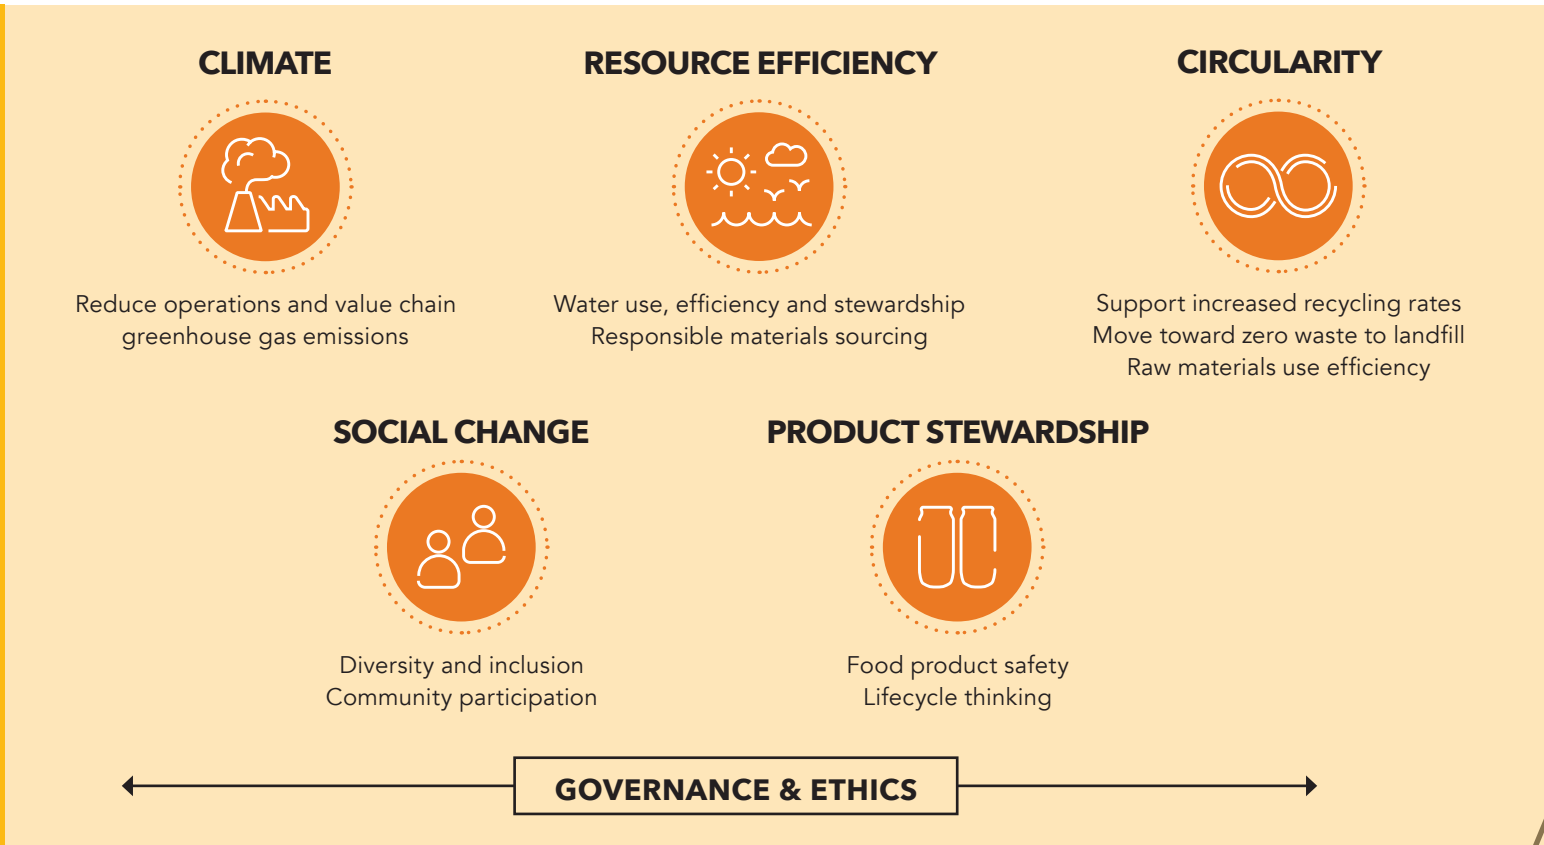 CLIMATE
RESOURCE EFFICIENCY
CIRCULARITY
Reduce operations and value chain
greenhouse gas emissions
Water use, efficiency and stewardship
Responsible materials sourcing
Support increased recycling rates
Move toward zero waste to landfill
Raw materials use efficiency
SOCIAL CHANGE
PRODUCT STEWARDSHIP
Diversity and inclusion
Community participation
Food product safety
Lifecycle thinking
GOVERNANCE & ETHICS